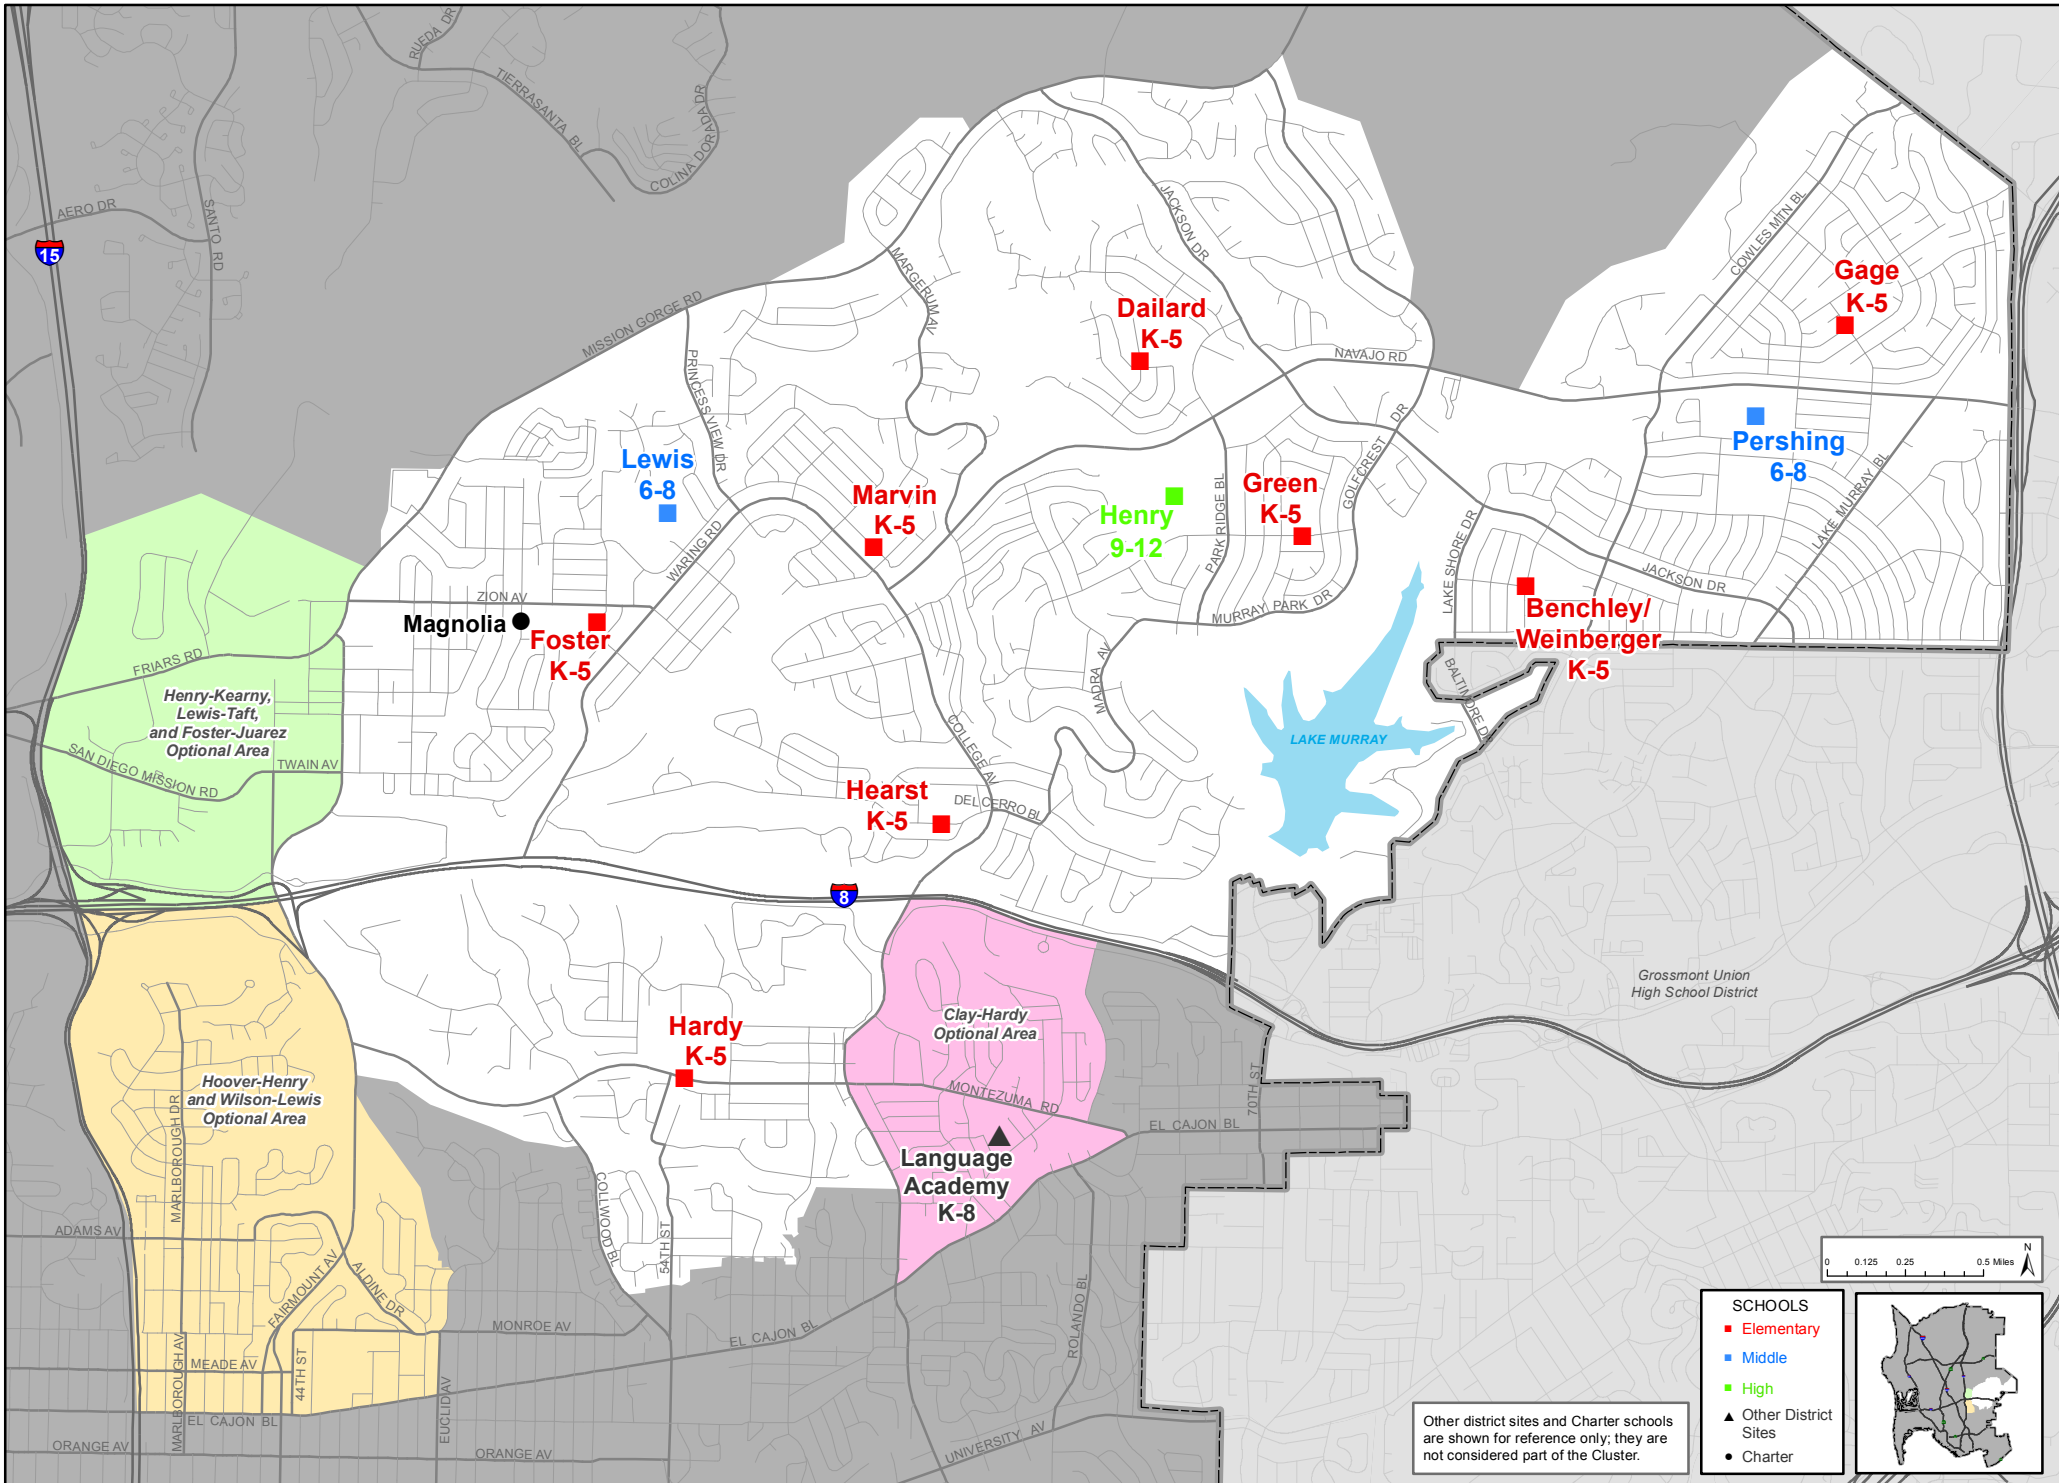 RUEDA DR
TIERRASANTA BL
COLINA DORADA DR
AERO DR
SANTO RD
15
MISSION GORGE RD
MARGERUM AV
JACKSON DR
COWLES MTN BL
Gage
K-5
Dailard
K-5
PRINCESS VIEW DR
NAVAJO RD
GOLFCREST DR
Pershing
6-8
LAKE MURRAY BL
Lewis
6-8
Marvin
K-5
WARING RD
Henry
9-12
PARK RIDGE BL
Green
K-5
LAKE SHORE DR
JACKSON DR
Benchley/
Weinberger
K-5
MURRAY PARK DR
ZION AV
Magnolia
Foster
K-5
FRIARS RD
Henry-Kearny,
Lewis-Taft,
and Foster-Juarez
Optional Area
SAN DIEGO MISSION RD
TWAIN AV
MADRA AV
COLLEGE AV
BALTIMORE DR
LAKE MURRAY
Hearst
K-5
DEL CERRO BL
8
Grossmont Union
High School District
Clay-Hardy
Optional Area
Hardy
K-5
MONTEZUMA RD
70TH ST
EL CAJON BL
Hoover-Henry
and Wilson-Lewis
Optional Area
MARLBOROUGH DR
Language
Academy
K-8
COLLWOOD BL
54TH ST
ADAMS AV
FAIRMOUNT AV
ALDINE DR
ROLANDO BL
MONROE AV
EL CAJON BL
MEADE AV
MARLBOROUGH AV
44TH ST
EUCLID AV
EL CAJON BL
ORANGE AV
ORANGE AV
UNIVERSITY AV
0 0.125 0.25 0.5 Miles
N
SCHOOLS
Elementary
Middle
High
Other District
Sites
Charter
Other district sites and Charter schools
are shown for reference only; they are
not considered part of the Cluster.